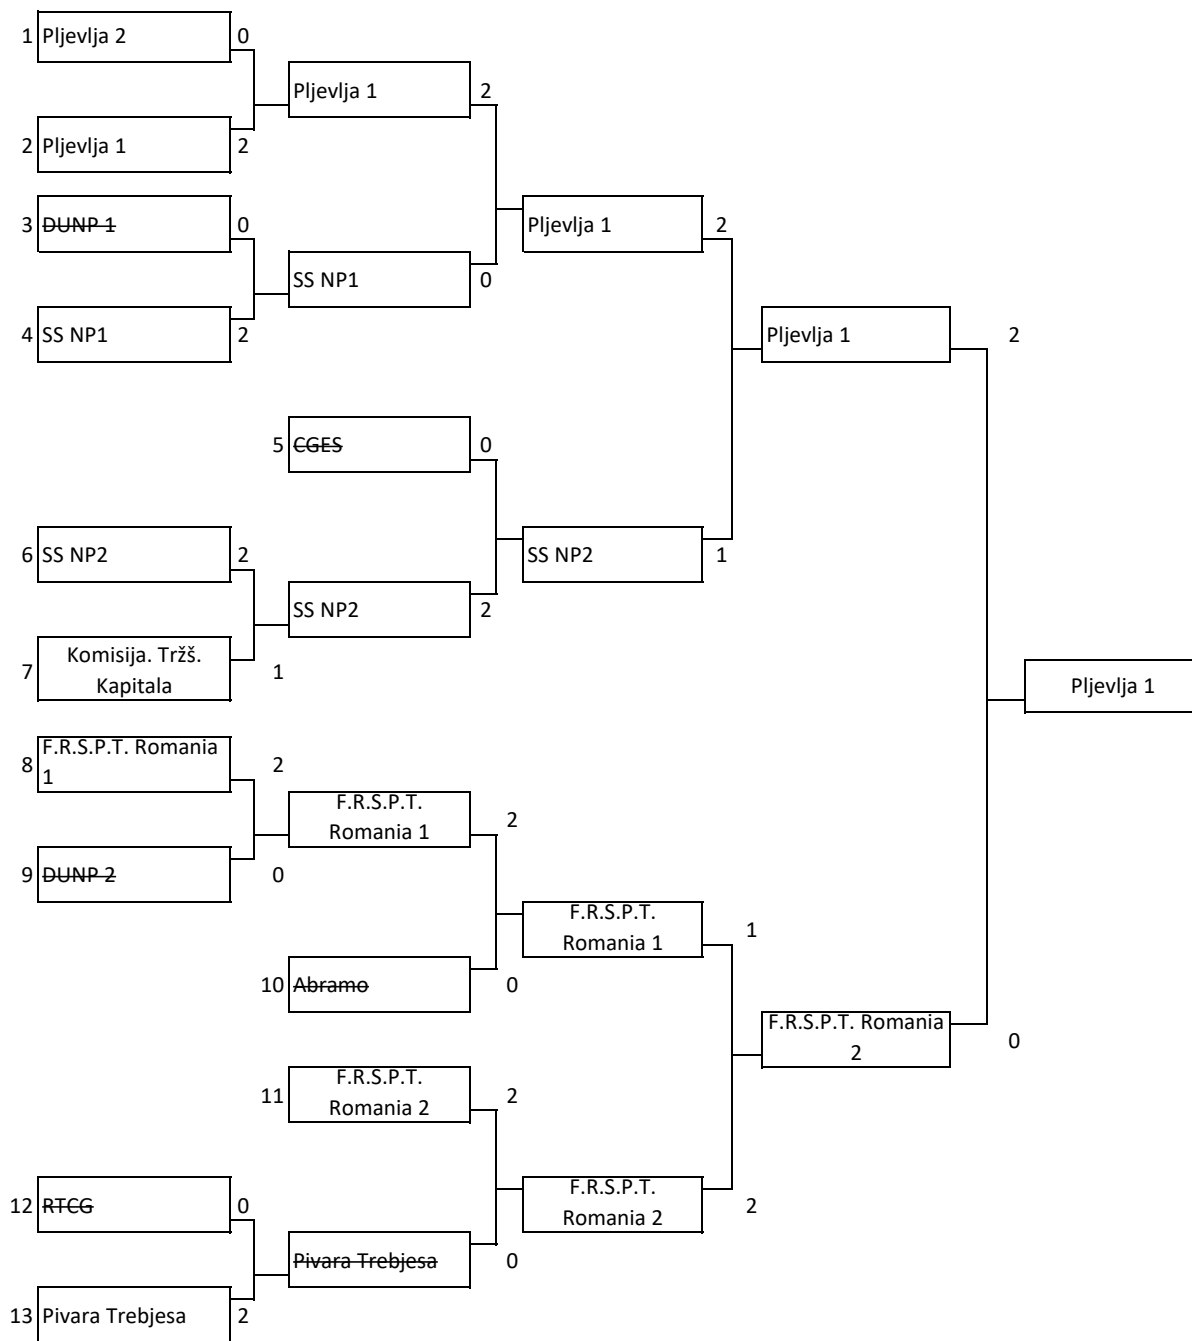 1 Pljevlja 2 0
Pljevlja 1 2
2 Pljevlja 1 2
3 DUNP 1 0
Pljevlja 1 2
SS NP1 0
4 SS NP1 2
Pljevlja 1 2
5 CGES 0
6 SS NP2 2
SS NP2 1
SS NP2 2
7 Komisija. Tržš.
Kapitala 1
Pljevlja 1
8 F.R.S.P.T. Romania
1 2
F.R.S.P.T.
Romania 1 2
9 DUNP 2 0
F.R.S.P.T.
Romania 1 1
10 Abramo 0
F.R.S.P.T. Romania
2 0
11 F.R.S.P.T.
Romania 2 2
12 RTCG 0
F.R.S.P.T.
Romania 2 2
Pivara Trebjesa 0
13 Pivara Trebjesa 2